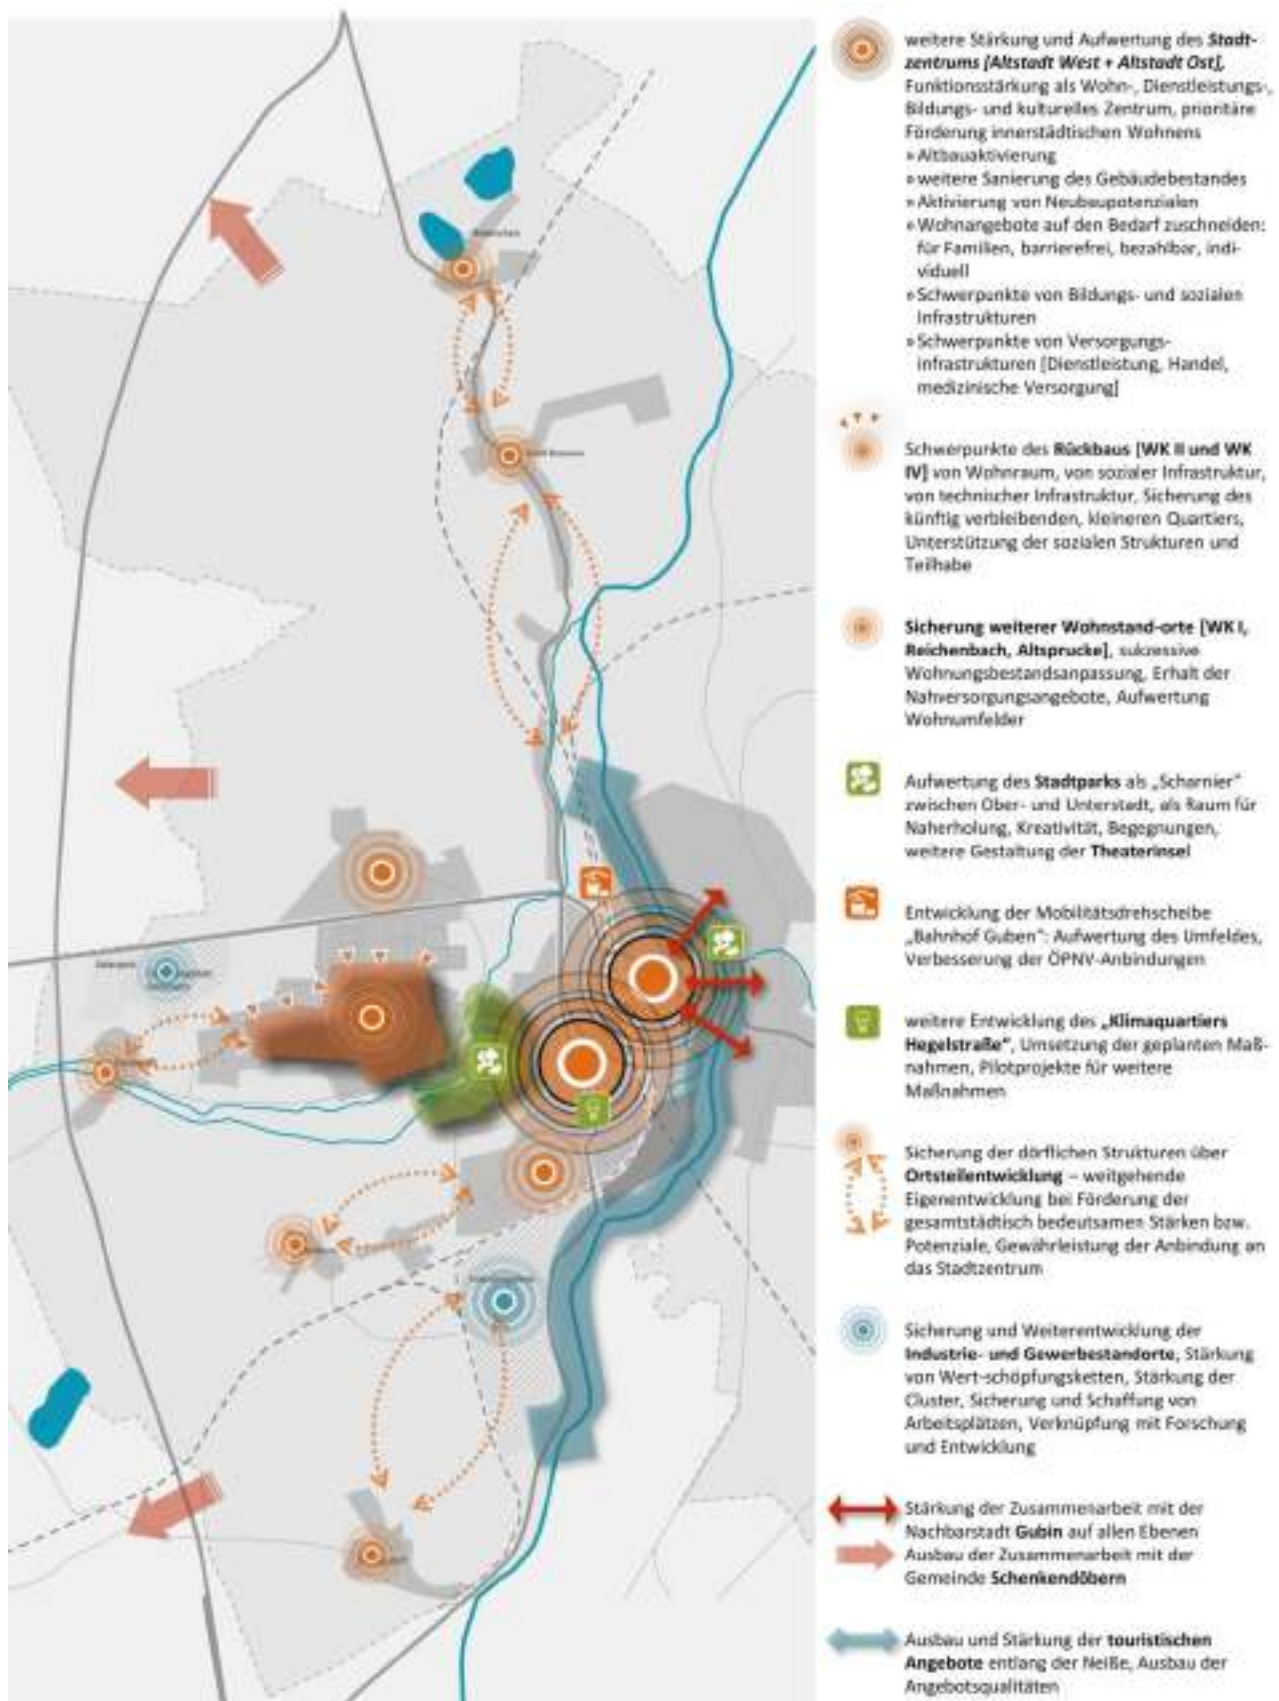 weitere Stärkung und Aufwertung des Stadt-
zentrums [Altstadt West + Altstadt Ost],
Funktionsstärkung als Wohn-, Dienstleistungs-,
Bildungs- und kulturelles Zentrum, prioritäre
Förderung innerstädtischen Wohnens
» Altbauaktivierung
» weitere Sanierung des Gebäudebestandes
» Aktivierung von Neubaupotenzialen
» Wohnangebote auf den Bedarf zuschneiden:
für Familien, barrierefrei, bezahlbar, indi-
viduell
» Schwerpunkte von Bildungs- und sozialen
Infrastrukturen
» Schwerpunkte von Versorgungs-
infrastrukturen [Dienstleistung, Handel,
medizinische Versorgung]
Schwerpunkte des Rückbaus [WK II und WK
IV] von Wohnraum, von sozialer Infrastruktur,
von technischer Infrastruktur, Sicherung des
künftig verbleibenden, kleineren Quartiers,
Unterstützung der sozialen Strukturen und
Teilhabe
Sicherung weiterer Wohnstand-orte [WK I,
Reichenbach, Altsprucke], sukzessive
Wohnungsbestandsanpassung, Erhalt der
Nahversorgungsangebote, Aufwertung
Wohnumfelder
Aufwertung des Stadtparks als „Scharnier"
zwischen Ober- und Unterstadt, als Raum für
Naherholung, Kreativität, Begegnungen,
weitere Gestaltung der Theaterinsel
Entwicklung der Mobilitätsdrehscheibe
„Bahnhof Guben": Aufwertung des Umfeldes,
Verbesserung der ÖPNV-Anbindungen
weitere Entwicklung des „Klimaquartiers
Hegelstraße", Umsetzung der geplanten Maß-
nahmen, Pilotprojekte für weitere
Maßnahmen
Sicherung der dörflichen Strukturen über
Ortsteilentwicklung – weitgehende
Eigenentwicklung bei Förderung der
gesamtstädtisch bedeutsamen Stärken bzw.
Potenziale, Gewährleistung der Anbindung an
das Stadtzentrum
Sicherung und Weiterentwicklung der
Industrie- und Gewerbestandorte, Stärkung
von Wert-schöpfungsketten, Stärkung der
Cluster, Sicherung und Schaffung von
Arbeitsplätzen, Verknüpfung mit Forschung
und Entwicklung
Stärkung der Zusammenarbeit mit der
Nachbarstadt Gubin auf allen Ebenen
Ausbau der Zusammenarbeit mit der
Gemeinde Schenkendöbern
Ausbau und Stärkung der touristischen
Angebote entlang der Neiße, Ausbau der
Angebotsqualitäten